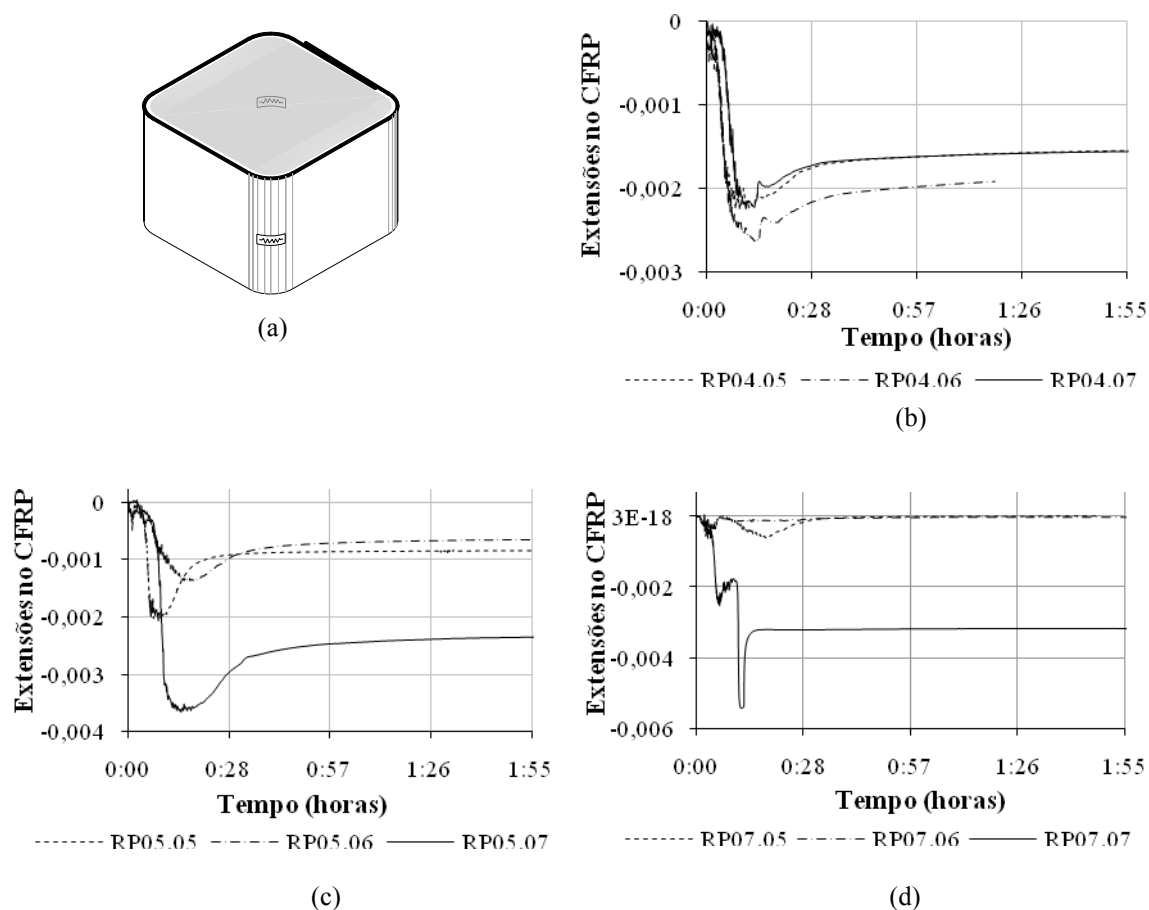 (a)
Extensões no CFRP
0
-0,001
-0,002
-0,003
0:00 0:28 0:57 1:26 1:55
Tempo (horas)
RP04.05 RP04.06 RP04.07
(b)
Extensões no CFRP
0
-0,001
-0,002
-0,003
-0,004
0:00 0:28 0:57 1:26 1:55
Tempo (horas)
RP05.05 RP05.06 RP05.07
(c)
Extensões no CFRP
3E-18
-0,002
-0,004
-0,006
0:00 0:28 0:57 1:26 1:55
Tempo (horas)
RP07.05 RP07.06 RP07.07
(d)